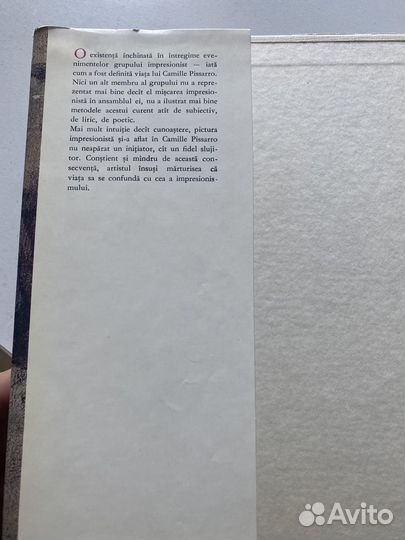 O existență închinată în întregime eve-
nimentelor grupului impresionist — iată
cum a fost definită viața lui Camille Pissarro.
Nici un alt membru al grupului nu a repre-
zentat mai bine decît el mișcarea impresio-
nistă în ansamblul ei, nu a ilustrat mai bine
metodele acestui curent atît de subiectiv,
de liric, de poetic.
Mai mult intuiție decît cunoaștere, pictura
impresionistă și-a aflat în Camille Pissarro
nu neapărat un inițiator, cît un fidel sluji-
tor. Conștient și mîndru de această con-
secvență, artistul însuși mărturisea că
viața sa se confundă cu cea a impresionis-
mului.
Avito